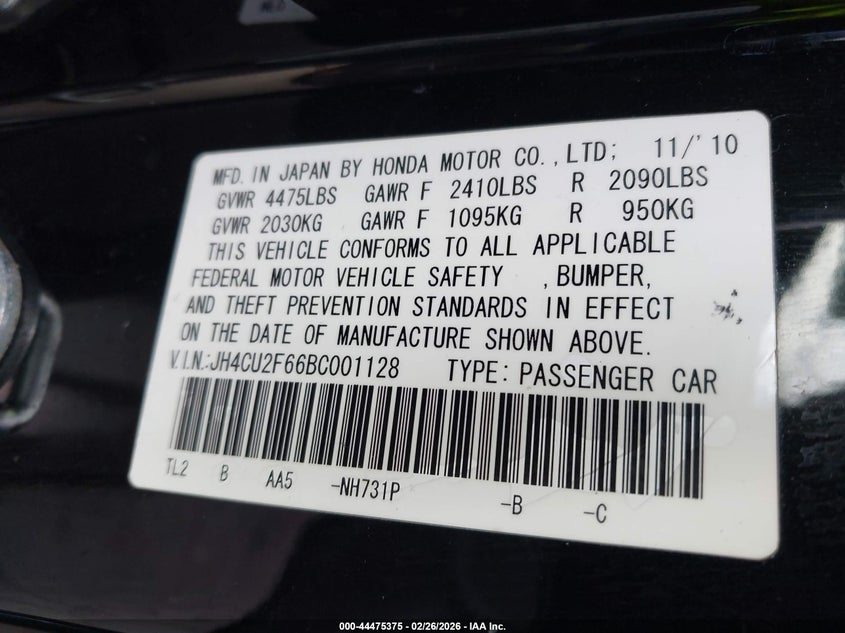 MFD. IN JAPAN BY HONDA MOTOR CO., LTD; 11/'10
GVWR 4475LBS GAWR F 2410LBS R 2090LBS
GVWR 2030KG GAWR F 1095KG R 950KG
THIS VEHICLE CONFORMS TO ALL APPLICABLE
FEDERAL MOTOR VEHICLE SAFETY , BUMPER,
AND THEFT PREVENTION STANDARDS IN EFFECT
ON THE DATE OF MANUFACTURE SHOWN ABOVE.
V.I.N.:JH4CU2F66BC001128 TYPE: PASSENGER CAR
TL2 B AA5 -NH731P -B -C
000-44475375 - 02/26/2026 - IAA Inc.